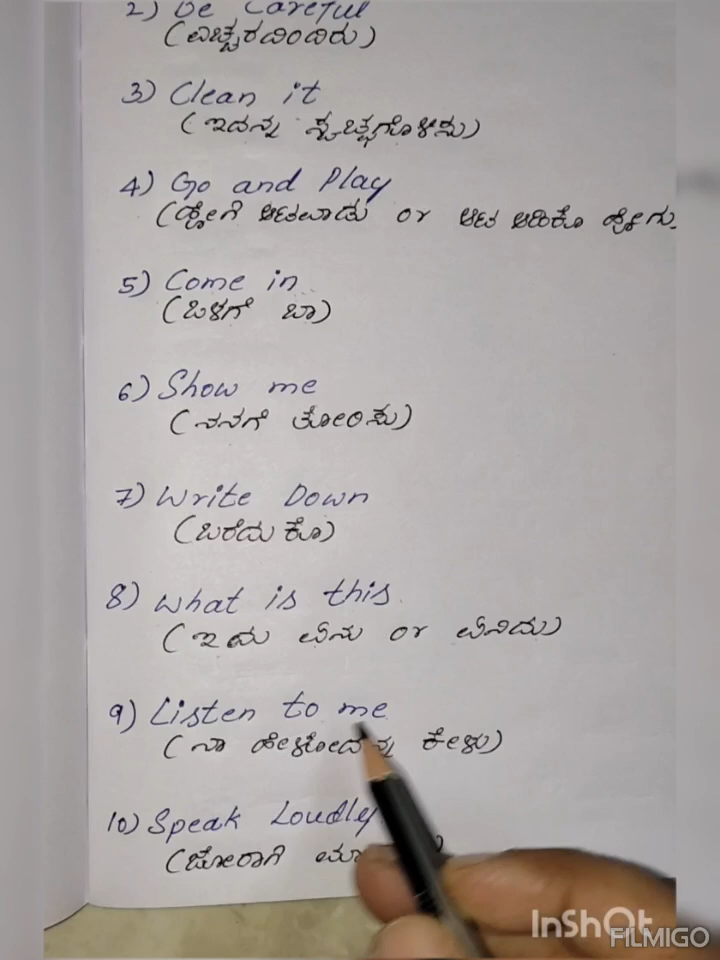 2) Be Careful
(ಎಚ್ಚರದಿಂದಿರು)
3) Clean it
(ಇದನ್ನು ಸ್ವಚ್ಛಗೊಳಿಸು)
4) Go and Play
(ಹೋಗಿ ಆಟವಾಡು or ಆಟ ಆಡಿಕೊ ಹೋಗು.
5) Come in
(ಒಳಗೆ ಬಾ)
6) Show me
(ನನಗೆ ತೋರಿಸು)
7) Write Down
(ಬರೆದು ಕೊ)
8) What is this
(ಇದು ಏನು or ಏನಿದು)
9) Listen to me
(ನಾ ಹೇಳೋದನ್ನು ಕೇಳು)
10) Speak Loudly
(ಜೋರಾಗಿ
InShOt
FILMIGO